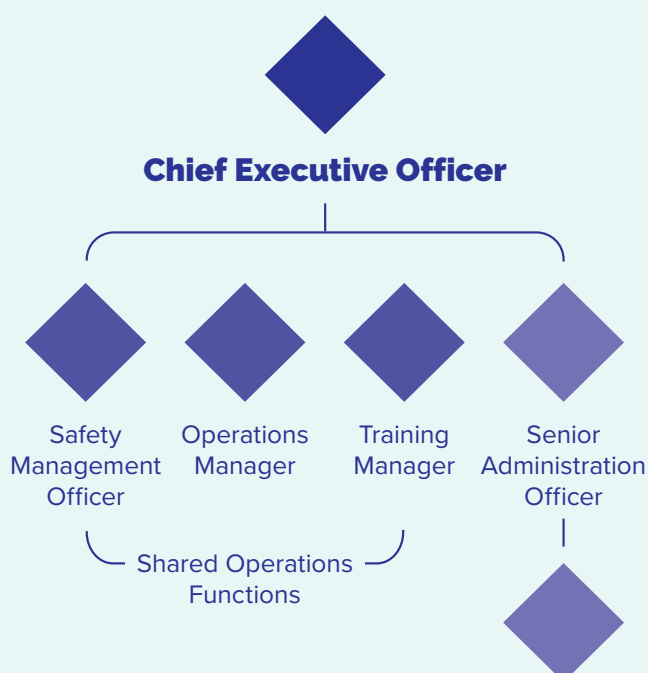 Chief Executive Officer
Safety
Management
Officer
Operations
Manager
Training
Manager
Senior
Administration
Officer
Shared Operations
Functions